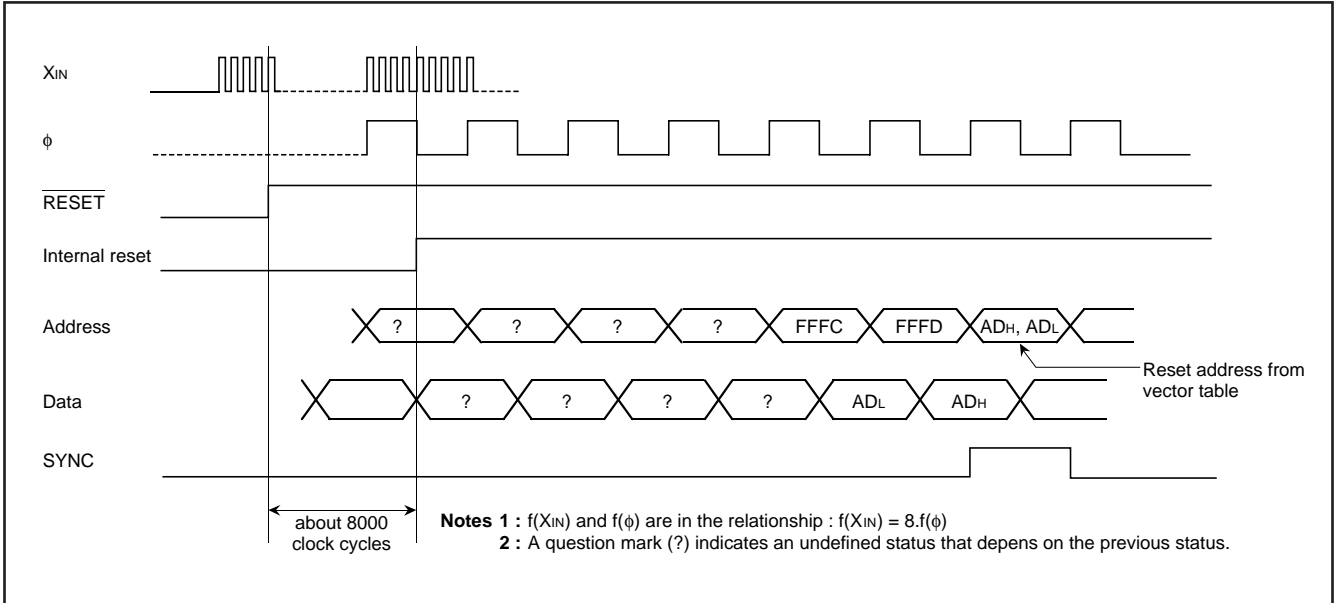 XIN
ϕ
RESET
Internal reset
Address
? ? ? ? FFFC FFFD ADH, ADL
Reset address from
vector table
Data
? ? ? ? ADL ADH
SYNC
about 8000
clock cycles
Notes 1 : f(XIN) and f(ϕ) are in the relationship : f(XIN) = 8.f(ϕ)
2 : A question mark (?) indicates an undefined status that depens on the previous status.